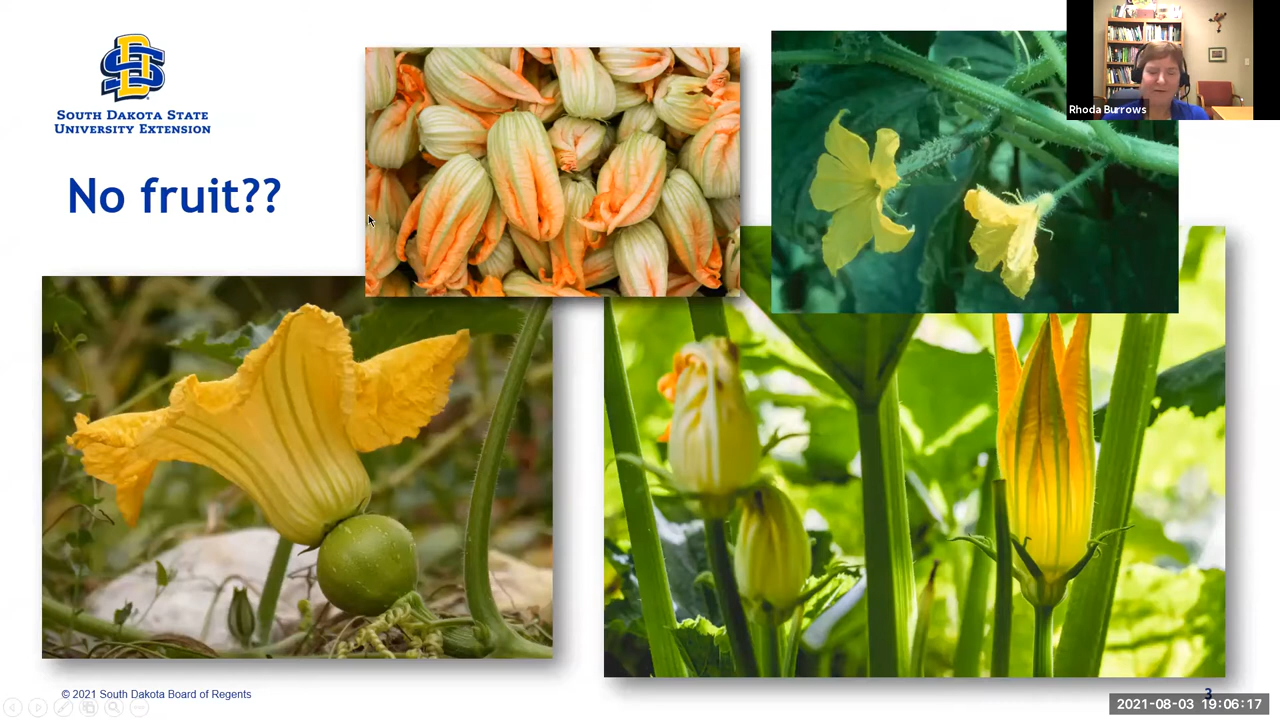 SOUTH DAKOTA STATE
UNIVERSITY EXTENSION
Rhoda Burrows
No fruit??
© 2021 South Dakota Board of Regents
3
2021-08-03 19:06:17